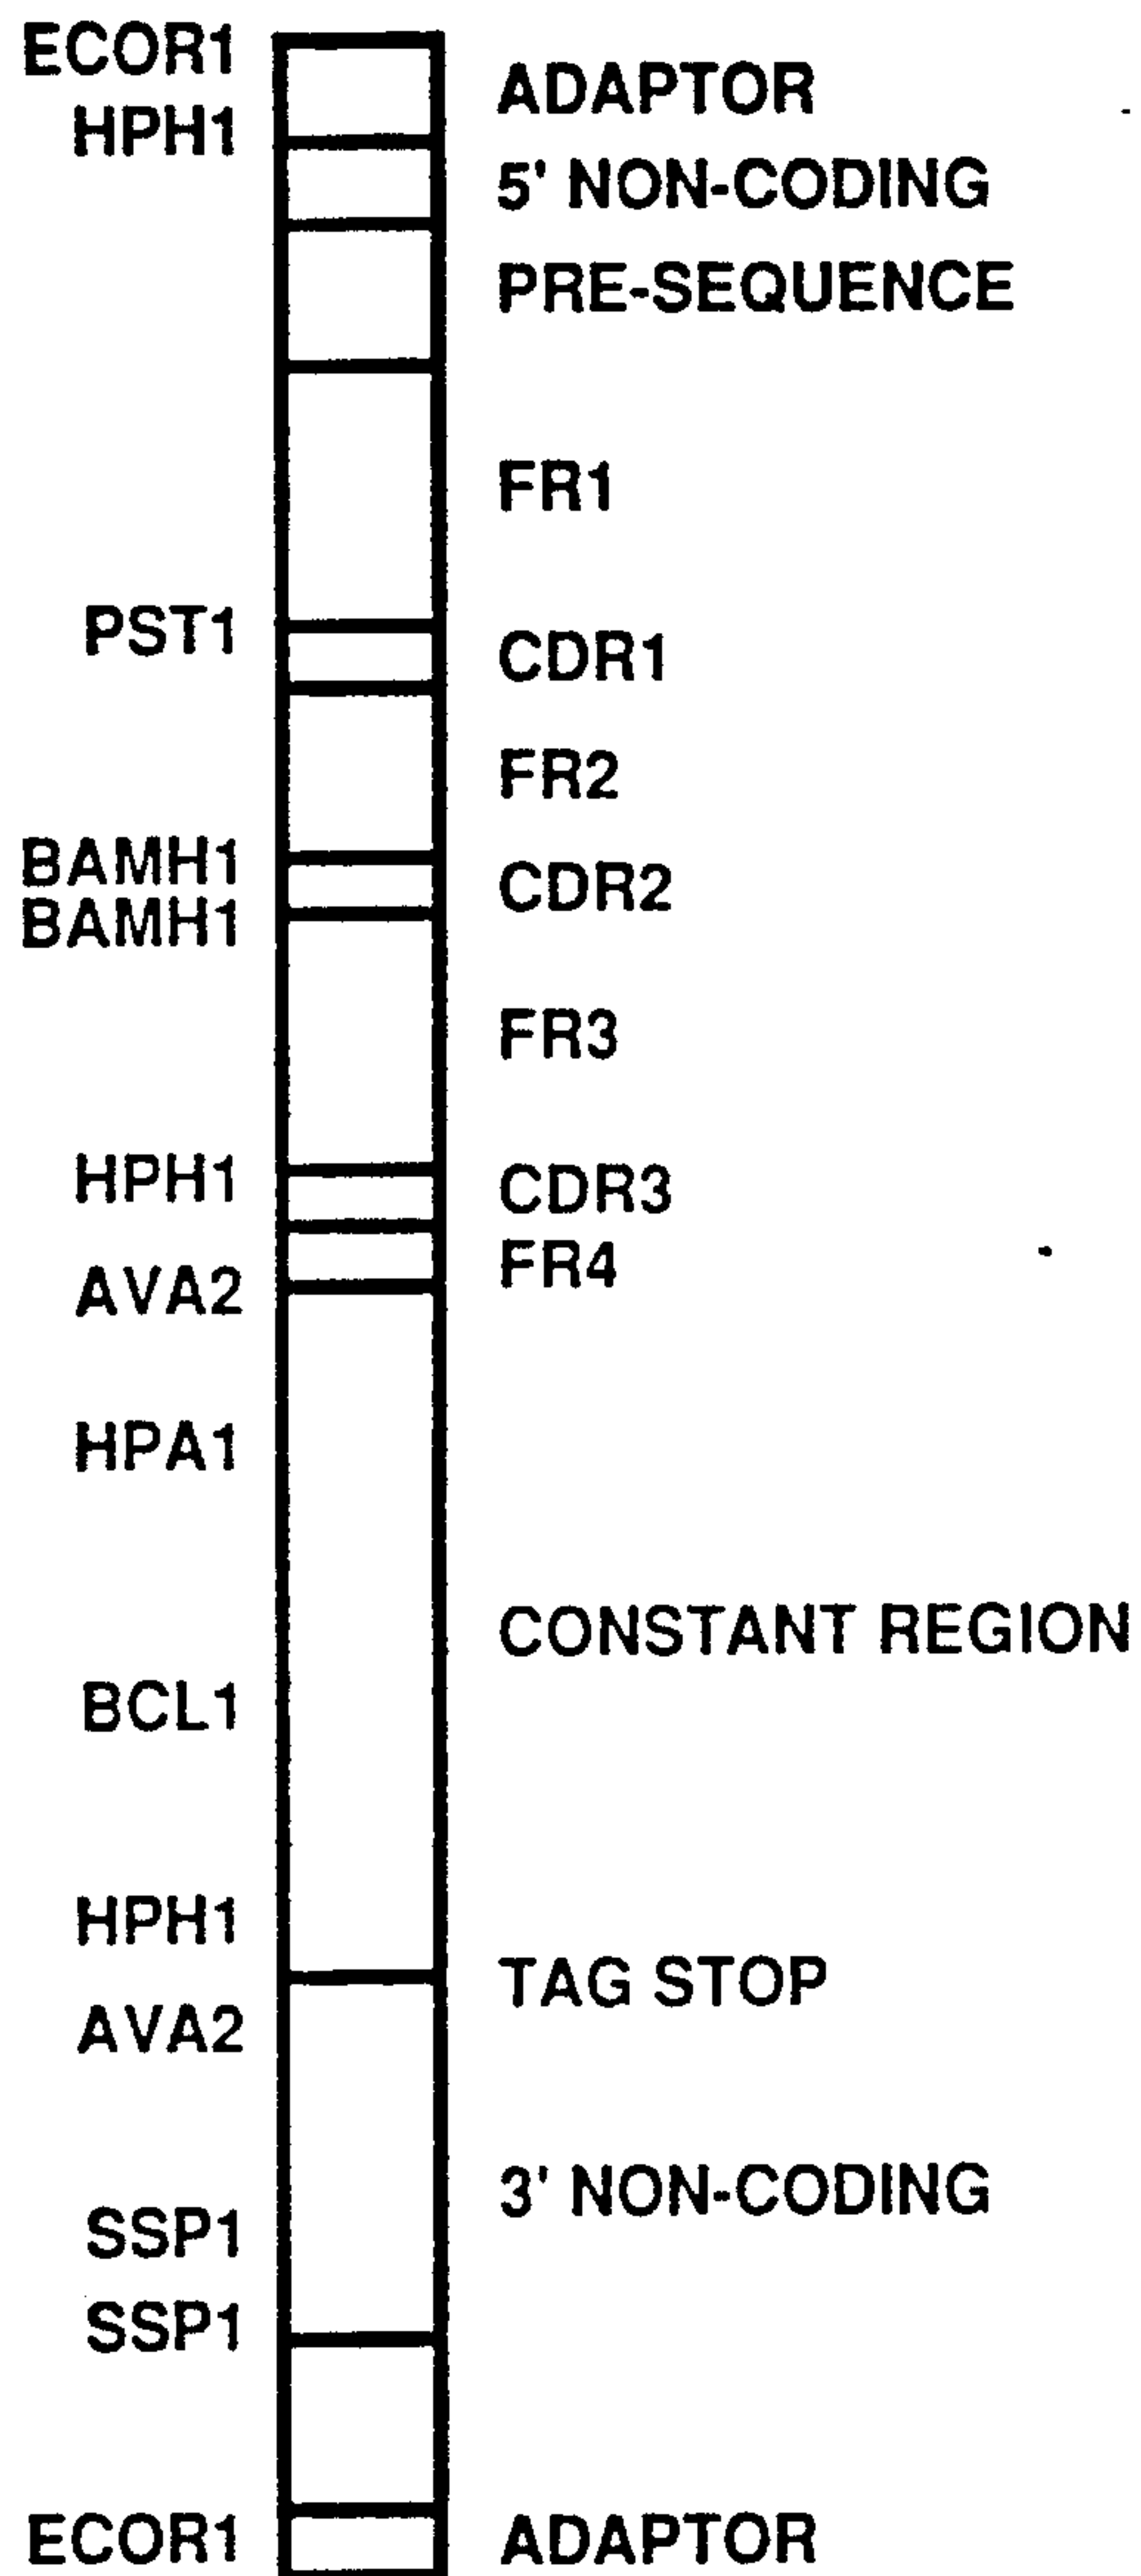 ECOR1
ADAPTOR
HPH1
5' NON-CODING
PRE-SEQUENCE
FR1
PST1
CDR1
FR2
BAMH1
CDR2
BAMH1
FR3
HPH1
CDR3
FR4
AVA2
HPA1
CONSTANT REGION
BCL1
HPH1
TAG STOP
AVA2
3' NON-CODING
SSP1
SSP1
ECOR1
ADAPTOR